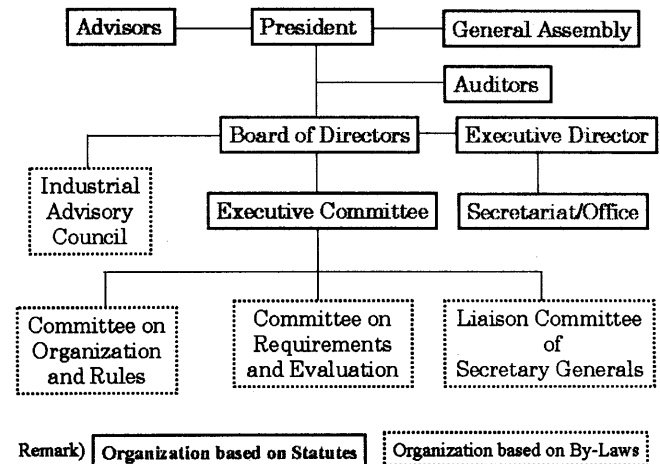 Advisors President General Assembly
Auditors
Board of Directors Executive Director
Industrial
Advisory
Council
Executive Committee Secretariat/Office
Committee on
Organization
and Rules
Committee on
Requirements
and Evaluation
Liaison Committee
of
Secretary Generals
Remark) Organization based on Statutes Organization based on By-Laws